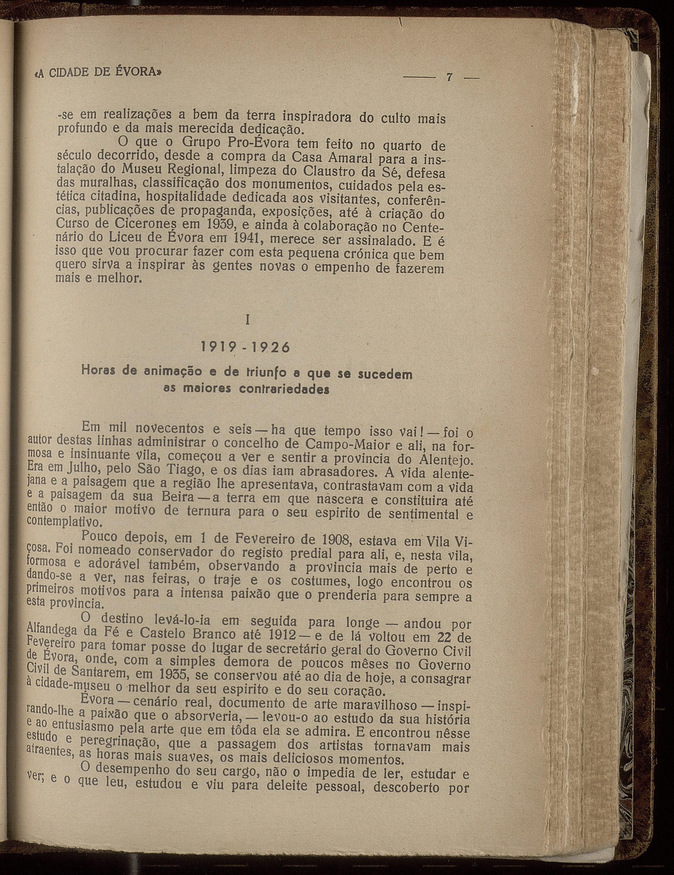 «A CIDADE DE ÉVORA» — 7 —
-se em realizações a bem da terra inspiradora do culto mais
profundo e da mais merecida dedicação.
O que o Grupo Pro-Évora tem feito no quarto de
século decorrido, desde a compra da Casa Amaral para a ins-
talação do Museu Regional, limpeza do Claustro da Sé, defesa
das muralhas, classificação dos monumentos, cuidados pela es-
tética citadina, hospitalidade dedicada aos visitantes, conferên-
cias, publicações de propaganda, exposições, até à criação do
Curso de Cicerones em 1939, e ainda à colaboração no Cente-
nário do Liceu de Évora em 1941, merece ser assinalado. E é
isso que vou procurar fazer com esta pequena crónica que bem
quero sirva a inspirar às gentes novas o empenho de fazerem
mais e melhor.
I
1919 - 1926
Horas de animação e de triunfo a que se sucedem
as maiores contrariedades
Em mil novecentos e seis — ha que tempo isso vai! — foi o
autor destas linhas administrar o concelho de Campo-Maior e ali, na for-
mosa e insinuante vila, começou a ver e sentir a província do Alentejo.
Era em Julho, pelo São Tiago, e os dias iam abrasadores. A vida alente-
jana e a paisagem que a região lhe apresentava, contrastavam com a vida
e a paisagem da sua Beira — a terra em que nascera e constituira até
então o maior motivo de ternura para o seu espirito de sentimental e
contemplativo.
Pouco depois, em 1 de Fevereiro de 1908, estava em Vila Vi-
çosa. Foi nomeado conservador do registo predial para ali, e, nesta vila,
formosa e adorável também, observando a província mais de perto e
dando-se a ver, nas feiras, o traje e os costumes, logo encontrou os
primeiros motivos para a intensa paixão que o prenderia para sempre a
esta província.
O destino levá-lo-ia em seguida para longe — andou por
Alfandega da Fé e Castelo Branco até 1912 — e de lá voltou em 22 de
Fevereiro para tomar posse do lugar de secretário geral do Governo Civil
de Évora, onde, com a simples demora de poucos mêses no Governo
Civil de Santarem, em 1935, se conservou até ao dia de hoje, a consagrar
à cidade-museu o melhor da seu espirito e do seu coração.
Évora — cenário real, documento de arte maravilhoso — inspi-
rando-lhe a paixão que o absorveria, — levou-o ao estudo da sua história
e ao entusiasmo pela arte que em tôda ela se admira. E encontrou nêsse
estudo e peregrinação, que a passagem dos artistas tornavam mais
atraentes, as horas mais suaves, os mais deliciosos momentos.
O desempenho do seu cargo, não o impedia de ler, estudar e
ver; e o que leu, estudou e viu para deleite pessoal, descoberto por